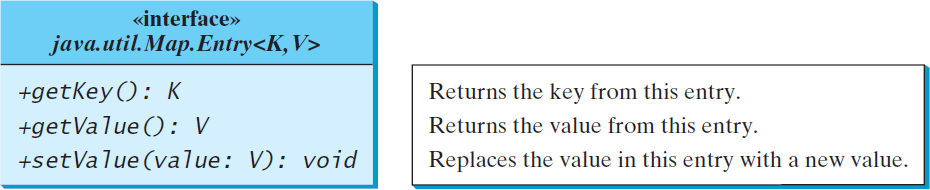 «interface»
java.util.Map.Entry<K,V>
+getKey(): K
+getValue(): V
+setValue(value: V): void
Returns the key from this entry.
Returns the value from this entry.
Replaces the value in this entry with a new value.